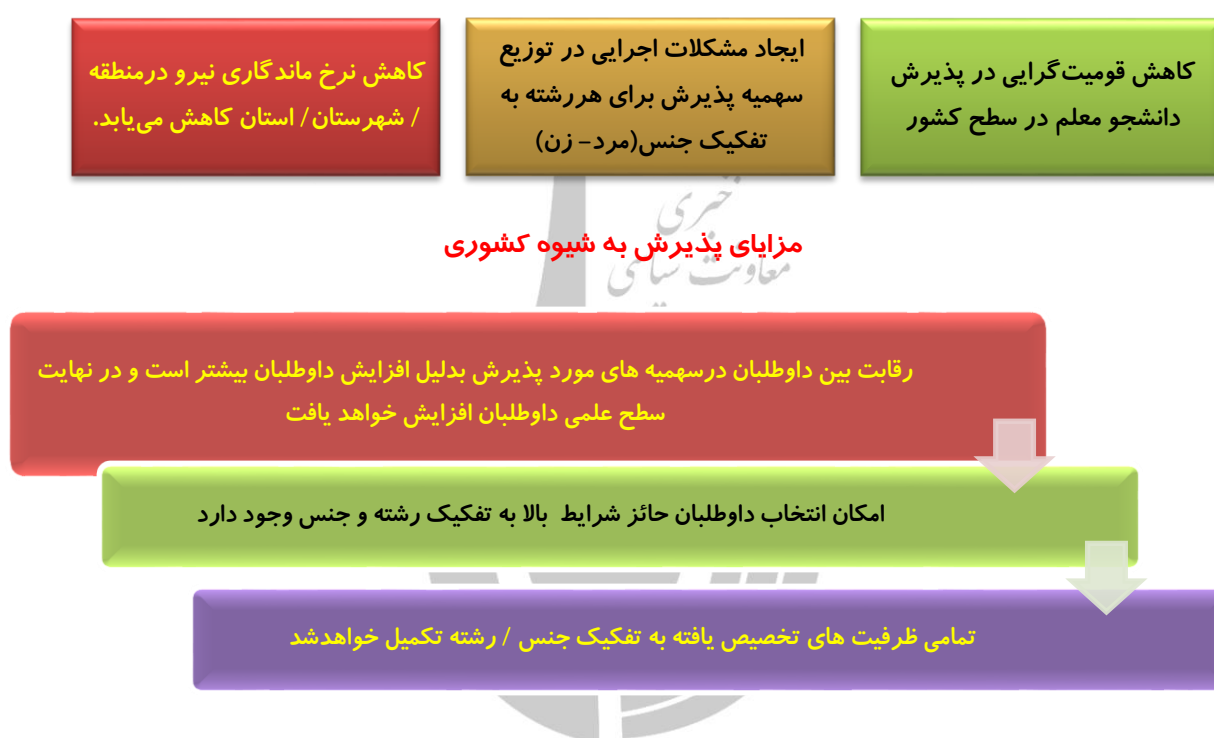 کاهش قومیت‌گرایی در پذیرش
دانشجو معلم در سطح کشور
ایجاد مشکلات اجرایی در توزیع
سهمیه پذیرش برای هررشته به
تفکیک جنس(مرد- زن)
کاهش نرخ ماندگاری نیرو درمنطقه
/ شهرستان/ استان کاهش می‌یابد.
خبری
معاونت سیاسی
مزایای پذیرش به شیوه کشوری
رقابت بین داوطلبان درسهمیه های مورد پذیرش بدلیل افزایش داوطلبان بیشتر است و در نهایت
سطح علمی داوطلبان افزایش خواهد یافت
امکان انتخاب داوطلبان حائز شرایط بالا به تفکیک رشته و جنس وجود دارد
تمامی ظرفیت های تخصیص یافته به تفکیک جنس / رشته تکمیل خواهدشد